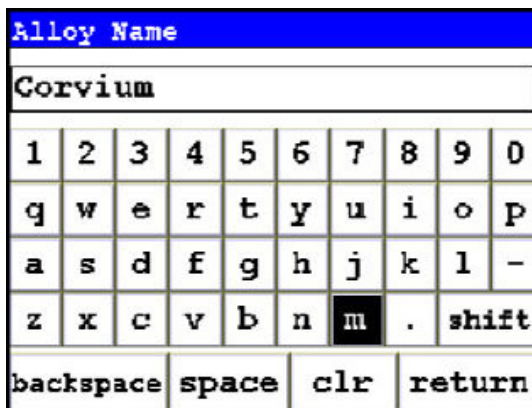 Alloy Name
Corvium
1 2 3 4 5 6 7 8 9 0
q w e r t y u i o p
a s d f g h j k l -
z x c v b n m . shift
backspace space clr return